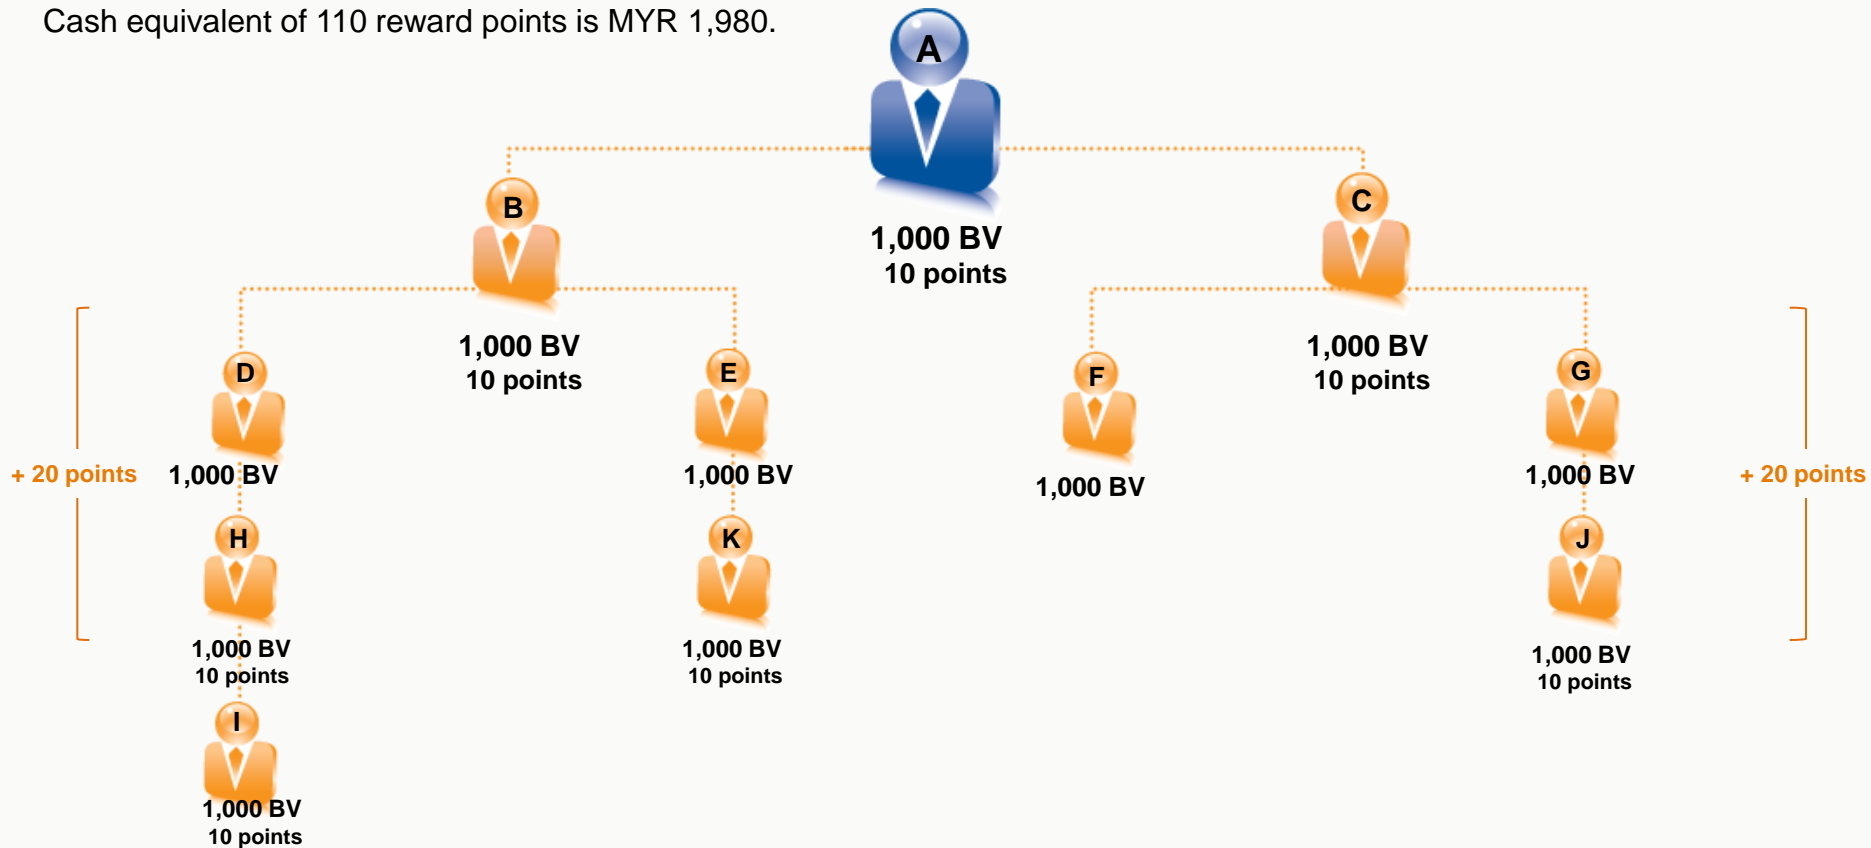 Cash equivalent of 110 reward points is MYR 1,980.
A
1,000 BV
10 points
B
1,000 BV
10 points
C
1,000 BV
10 points
+ 20 points
D
1,000 BV
E
1,000 BV
F
1,000 BV
G
1,000 BV
+ 20 points
H
1,000 BV
10 points
K
1,000 BV
10 points
J
1,000 BV
10 points
I
1,000 BV
10 points